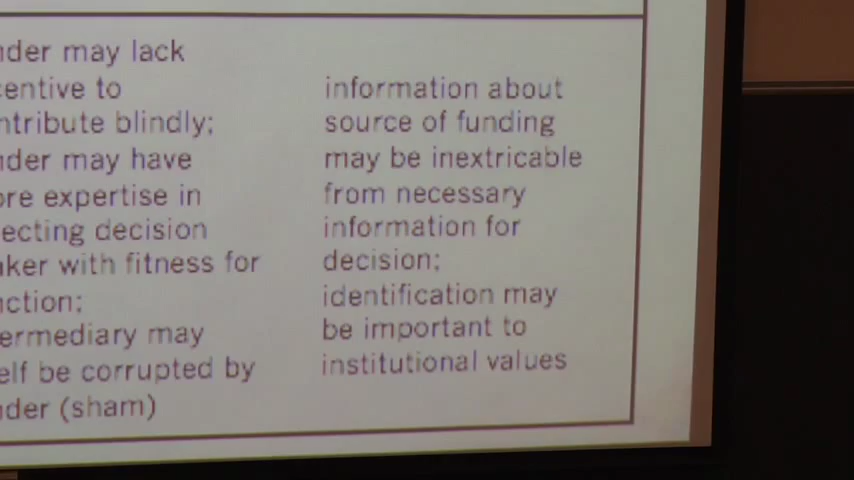 nder may lack
centive to
ntribute blindly;
nder may have
ore expertise in
ecting decision
aker with fitness for
nction;
ermediary may
elf be corrupted by
nder (sham)
information about
source of funding
may be inextricable
from necessary
information for
decision;
identification may
be important to
institutional values